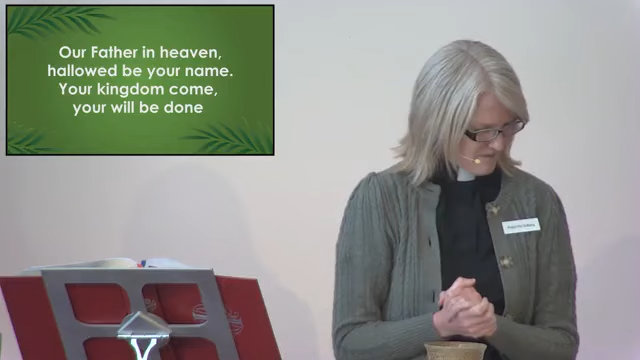 Our Father in heaven,
hallowed be your name.
Your kingdom come,
your will be done